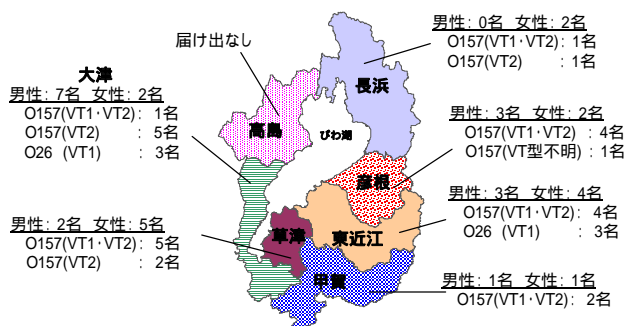 届け出なし
大津
男性: 7名 女性: 2名
O157(VT1･VT2): 1名
O157(VT2) : 5名
O26 (VT1) : 3名
男性: 2名 女性: 5名
O157(VT1･VT2): 5名
O157(VT2) : 2名
高島
長浜
びわ湖
彦根
草津
東近江
甲賀
男性: 0名 女性: 2名
O157(VT1･VT2): 1名
O157(VT2) : 1名
男性: 3名 女性: 2名
O157(VT1･VT2): 4名
O157(VT型不明): 1名
男性: 3名 女性: 4名
O157(VT1･VT2): 4名
O26 (VT1) : 3名
男性: 1名 女性: 1名
O157(VT1･VT2): 2名